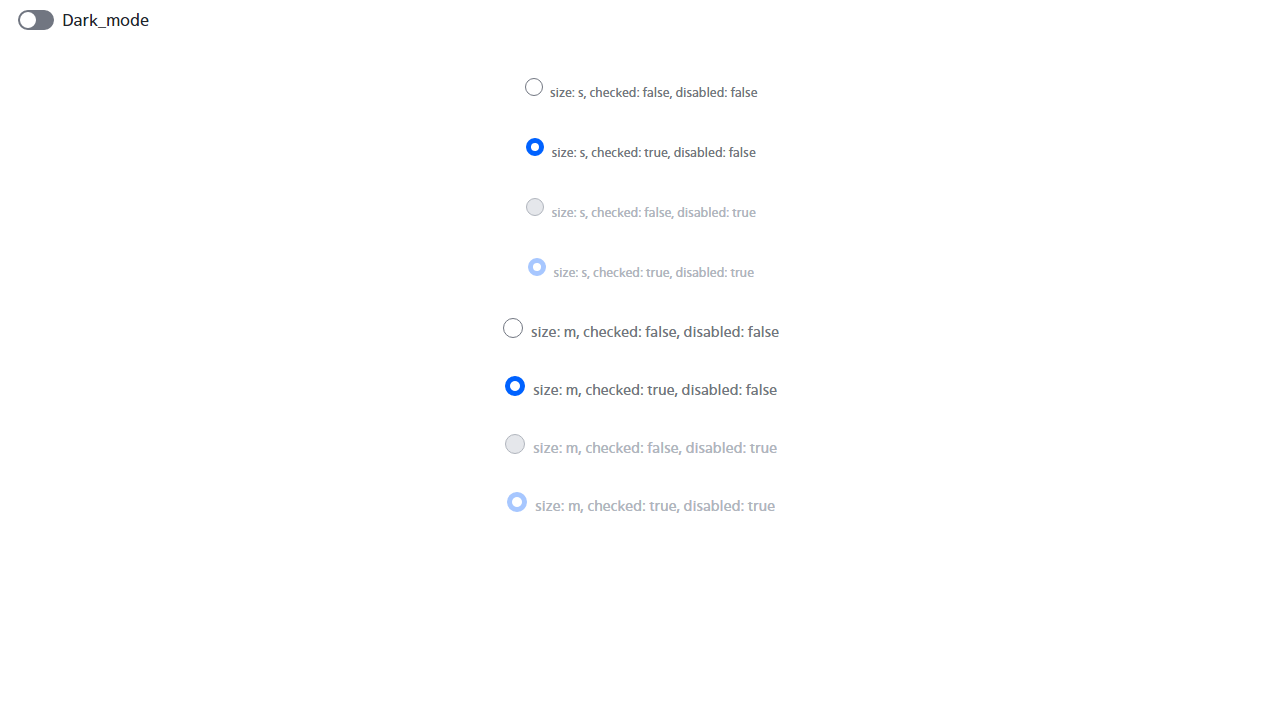 Dark_mode
size: s, checked: false, disabled: false
size: s, checked: true, disabled: false
size: s, checked: false, disabled: true
size: s, checked: true, disabled: true
size: m, checked: false, disabled: false
size: m, checked: true, disabled: false
size: m, checked: false, disabled: true
size: m, checked: true, disabled: true